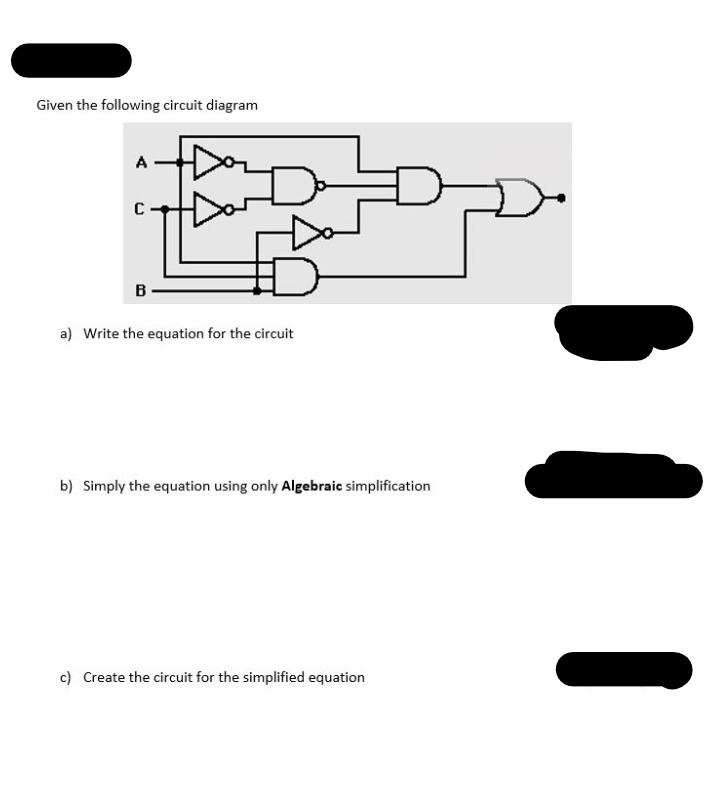 Given the following circuit diagram
A
C
B
a) Write the equation for the circuit
b) Simply the equation using only Algebraic simplification
c) Create the circuit for the simplified equation